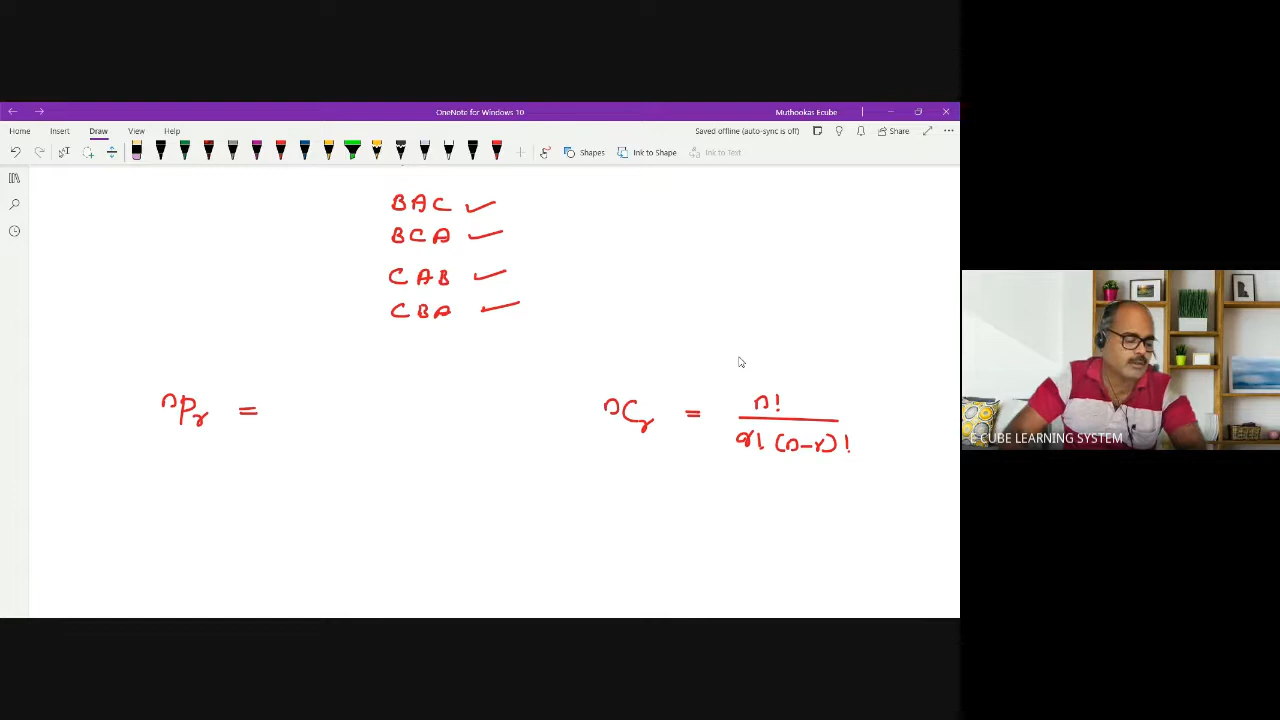 OneNote for Windows 10
Muthookas Ecube
Home Insert Draw View Help
Saved offline (auto-sync is off)
Share
Shapes
Ink to Shape
Ink to Text
BAC ✓
BCA ✓
CAB ✓
CBA ✓
nPr =
nCr = n!
r! (n-r)!
E CUBE LEARNING SYSTEM